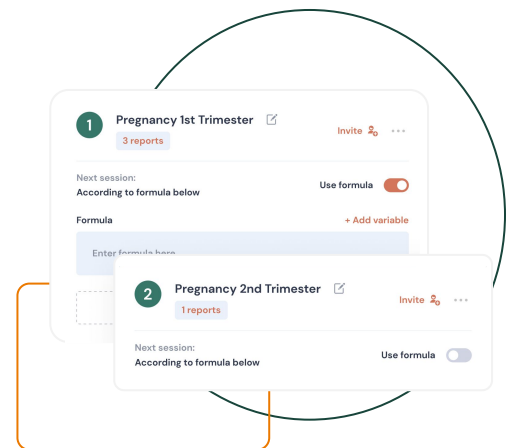 1
Pregnancy 1st Trimester
3 reports
Invite
Next session:
According to formula below
Use formula
Formula
+ Add variable
Enter formula here
2
Pregnancy 2nd Trimester
1 reports
Invite
Next session:
According to formula below
Use formula